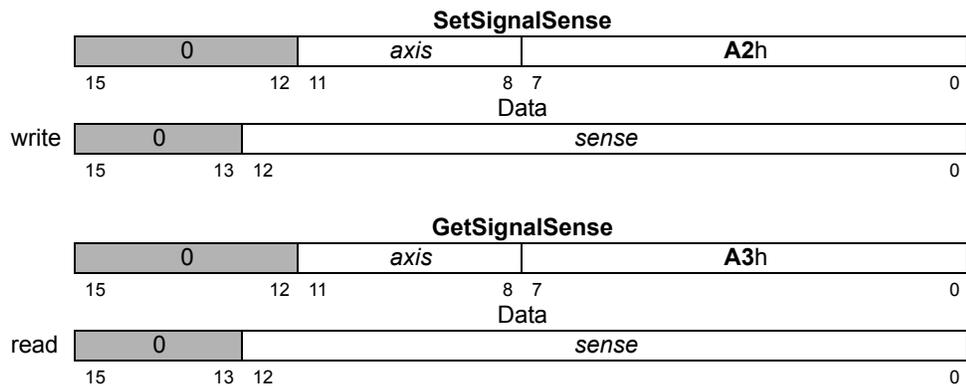 SetSignalSense
0 axis A2h
15 12 11 8 7 0
Data
write 0 sense
15 13 12 0
GetSignalSense
0 axis A3h
15 12 11 8 7 0
Data
read 0 sense
15 13 12 0